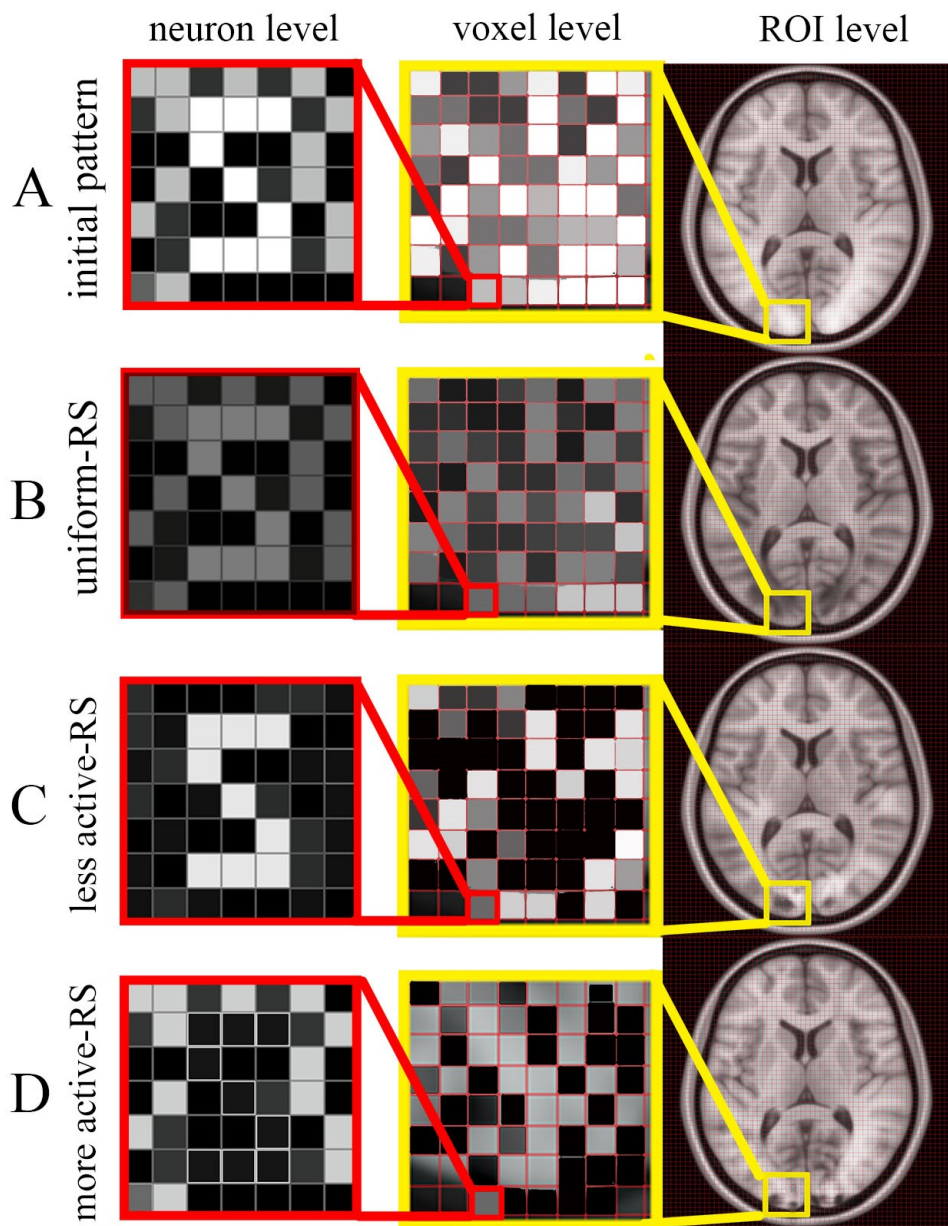 neuron level
voxel level
ROI level
A
initial pattern
B
uniform-RS
C
less active-RS
D
more active-RS